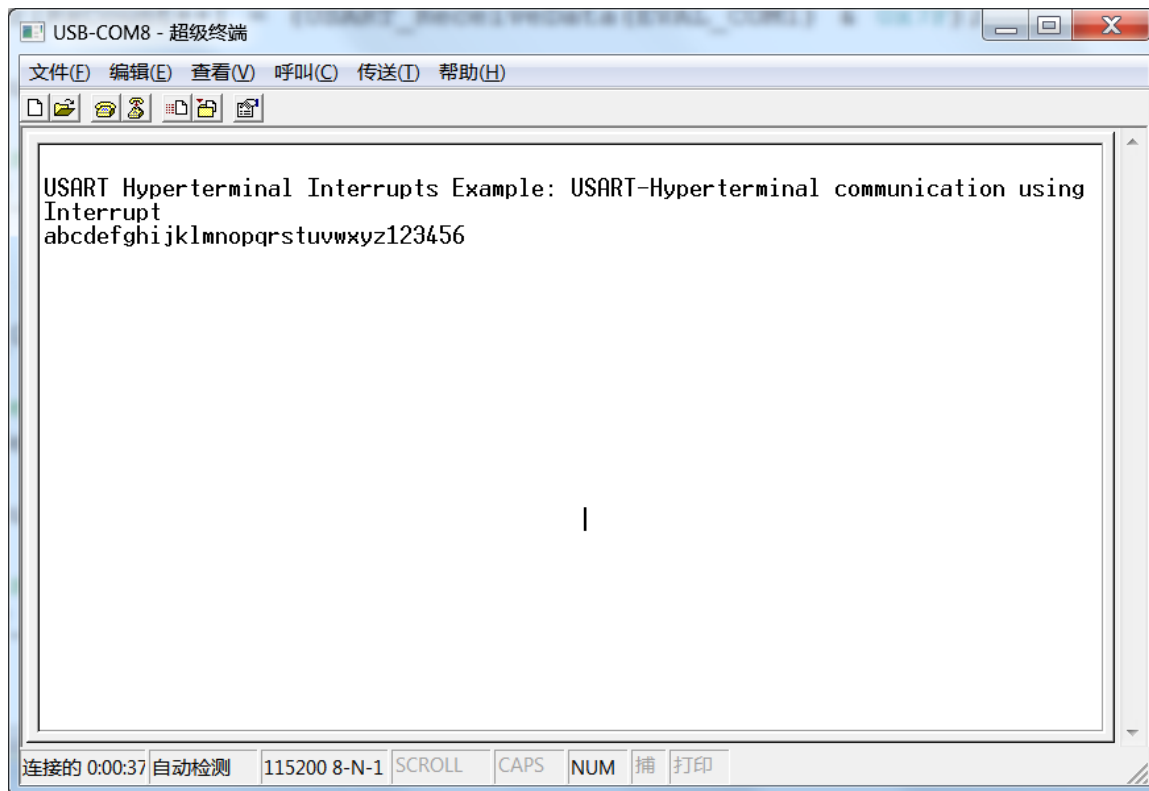 USB-COM8 - 超级终端
文件(F) 编辑(E) 查看(V) 呼叫(C) 传送(T) 帮助(H)
USART Hyperterminal Interrupts Example: USART-Hyperterminal communication using
Interrupt
abcdefghijklmnopqrstuvwxyz123456
连接的 0:00:37 自动检测 115200 8-N-1 SCROLL CAPS NUM 捕 打印